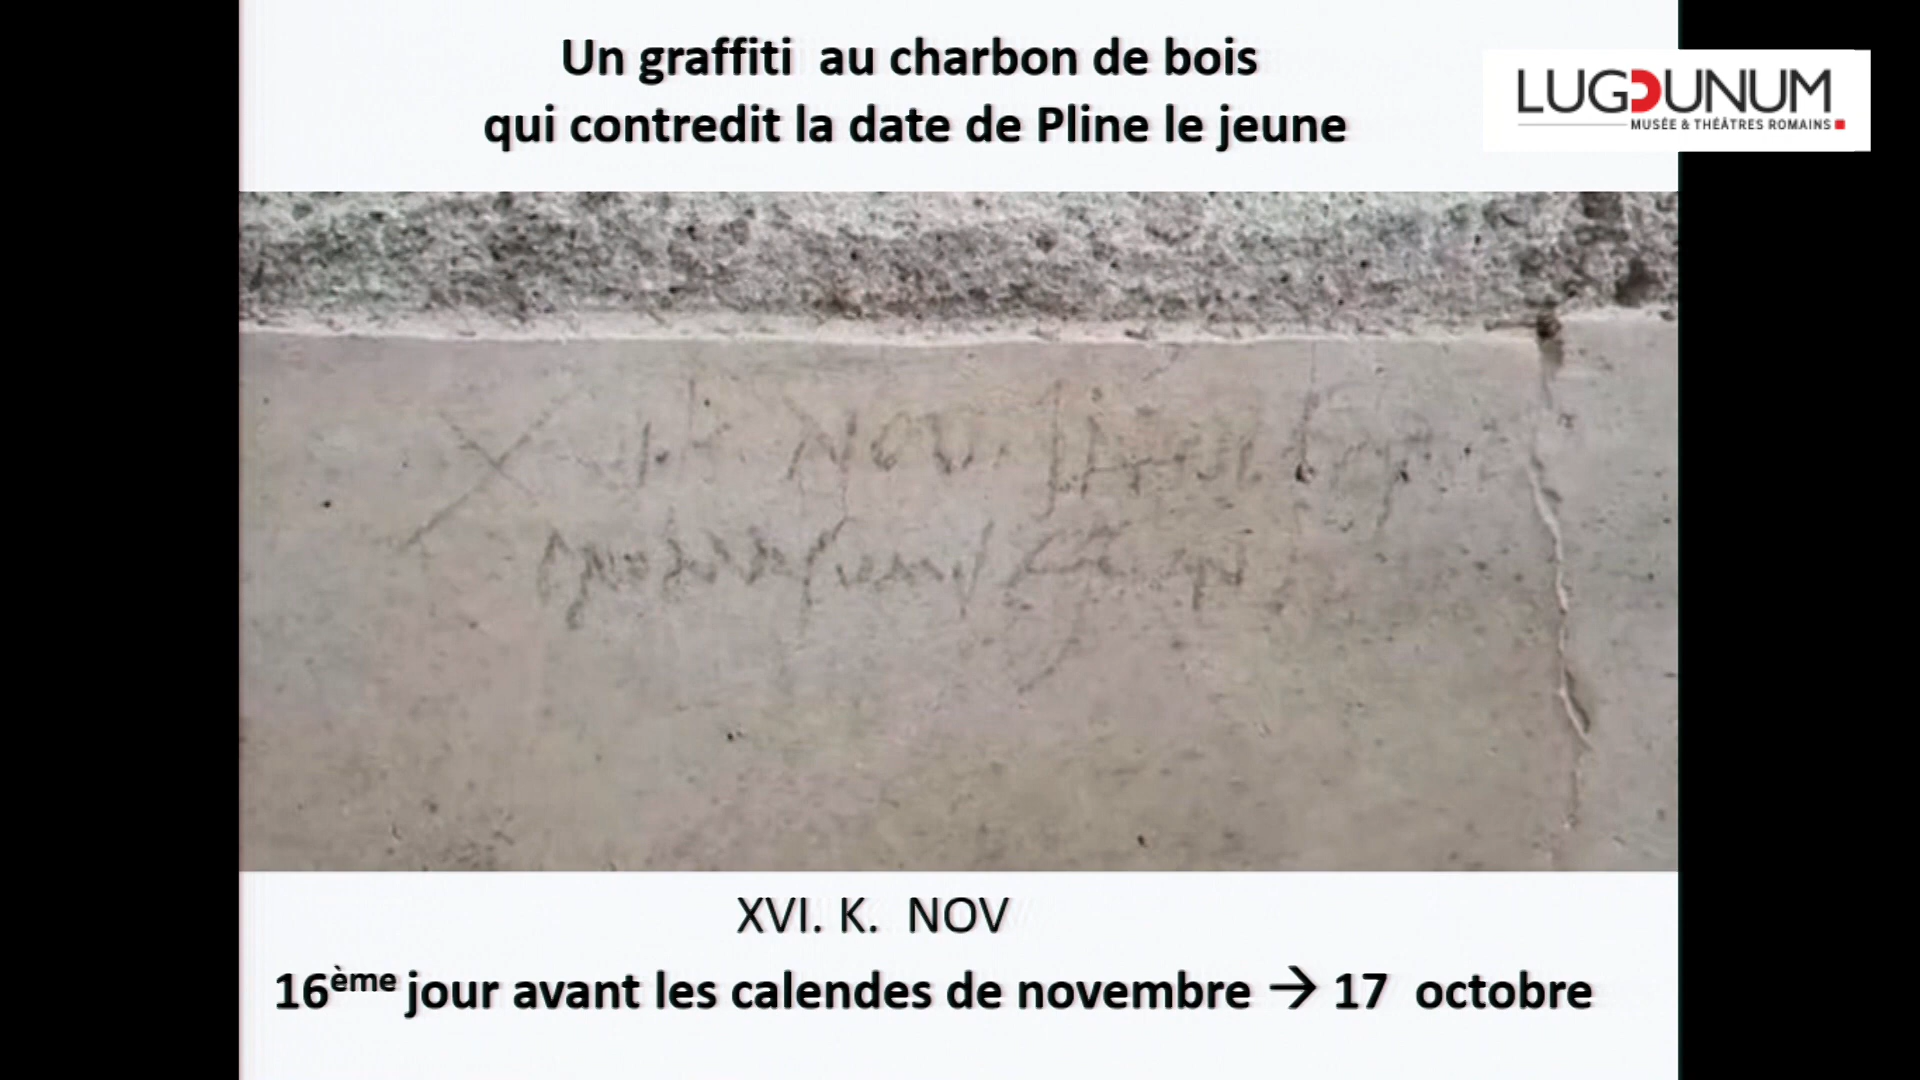 Un graffiti au charbon de bois
qui contredit la date de Pline le jeune
LUGDUNUM
MUSÉE & THÉÂTRES ROMAINS
NOV
XVI. K. NOV
16ème jour avant les calendes de novembre → 17 octobre